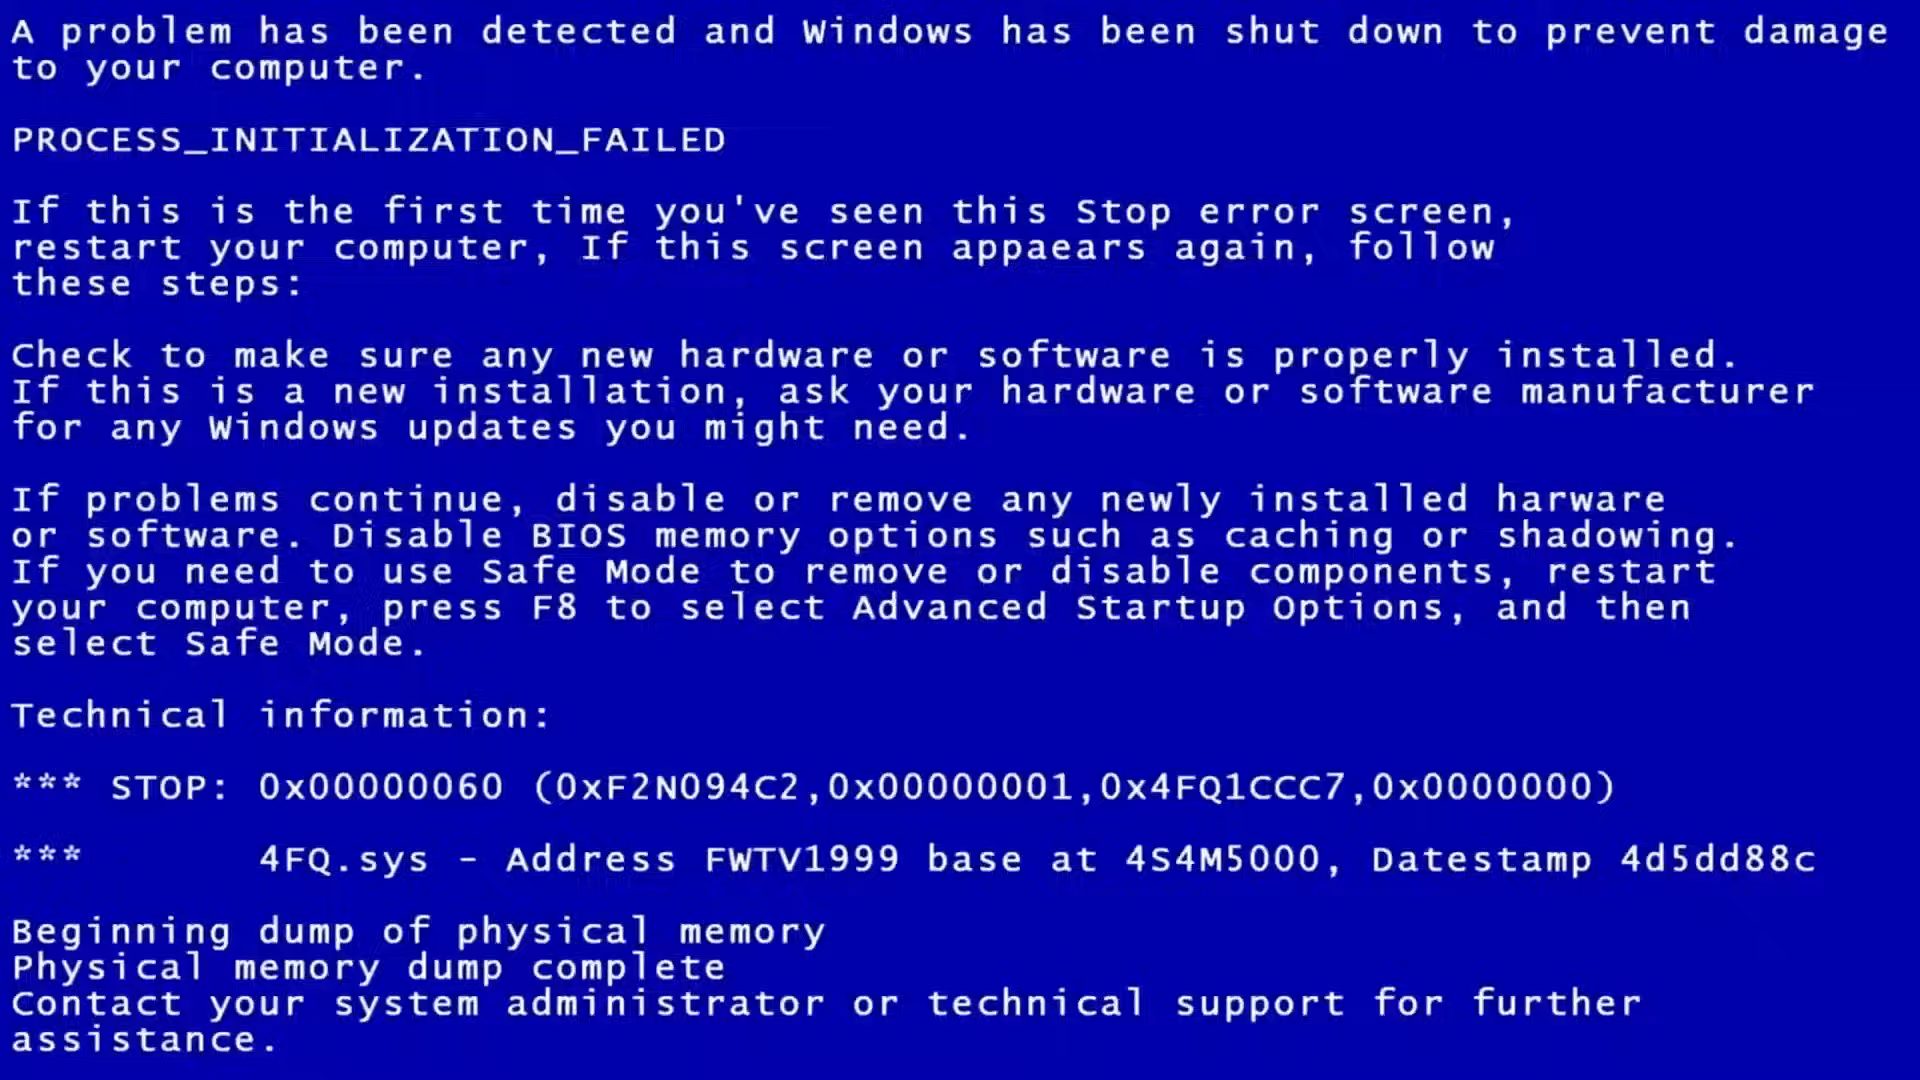 A problem has been detected and Windows has been shut down to prevent damage
to your computer.
PROCESS_INITIALIZATION_FAILED
If this is the first time you've seen this Stop error screen,
restart your computer, If this screen appaears again, follow
these steps:
Check to make sure any new hardware or software is properly installed.
If this is a new installation, ask your hardware or software manufacturer
for any Windows updates you might need.
If problems continue, disable or remove any newly installed harware
or software. Disable BIOS memory options such as caching or shadowing.
If you need to use Safe Mode to remove or disable components, restart
your computer, press F8 to select Advanced Startup Options, and then
select Safe Mode.
Technical information:
*** STOP: 0x00000060 (0xF2N094C2,0x00000001,0x4FQ1CCC7,0x0000000)
*** 4FQ.sys – Address FWTV1999 base at 4S4M5000, Datestamp 4d5dd88c
Beginning dump of physical memory
Physical memory dump complete
Contact your system administrator or technical support for further
assistance.